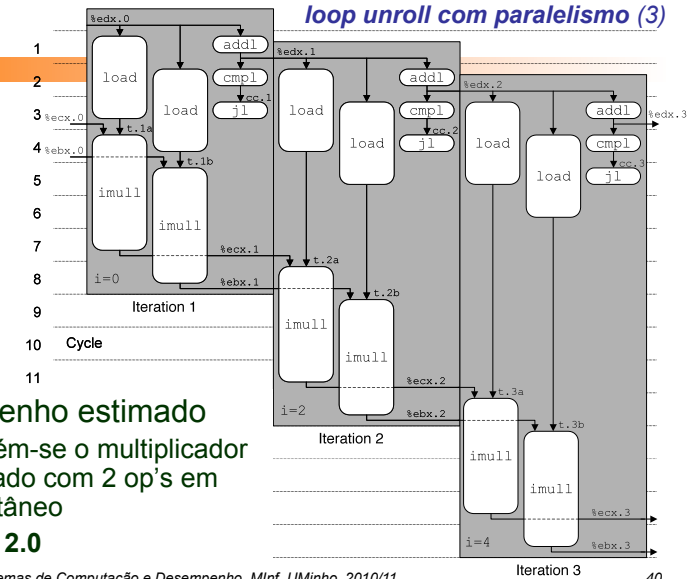 loop unroll com paralelismo (3)
%edx.0
1
addl
%edx.1
load
load
cmpl
cc.1
jl
2
load
load
addl
cmpl
cc.2
jl
%edx.2
3
%ecx.0
t.1a
load
load
addl
%edx.3
cmpl
cc.3
jl
4
%ebx.0
t.1b
imull
imull
5
6
7
%ecx.1
t.2a
8
i=0
%ebx.1
t.2b
Iteration 1
imull
imull
9
10
Cycle
11
%ecx.2
t.3a
i=2
%ebx.2
t.3b
Iteration 2
imull
imull
%ecx.3
i=4
%ebx.3
Iteration 3
enho estimado
ém-se o multiplicador
ado com 2 op's em
tâneo
2.0
emas de Computação e Desempenho, MInf, UMinho, 2010/11
40